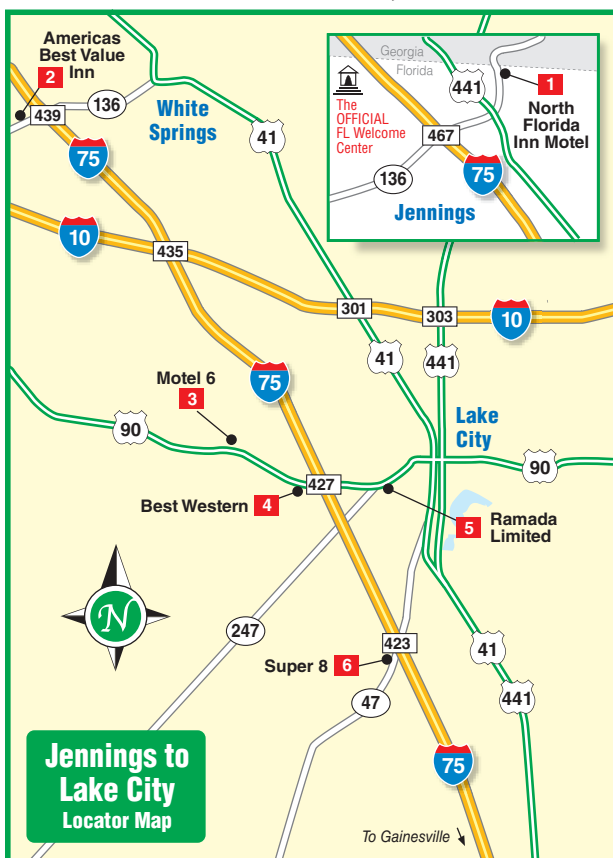 Americas
Best Value
Inn
2
439
136
White
Springs
41
75
10
435
301
303
10
41
441
75
Georgia
Florida
The
OFFICIAL
FL Welcome
Center
441
1
North
Florida
Inn Motel
467
136
75
Jennings
Motel 6
3
90
Lake
City
90
427
Best Western 4
5
Ramada
Limited
N
247
423
Super 8 6
47
41
441
75
Jennings to
Lake City
Locator Map
To Gainesville